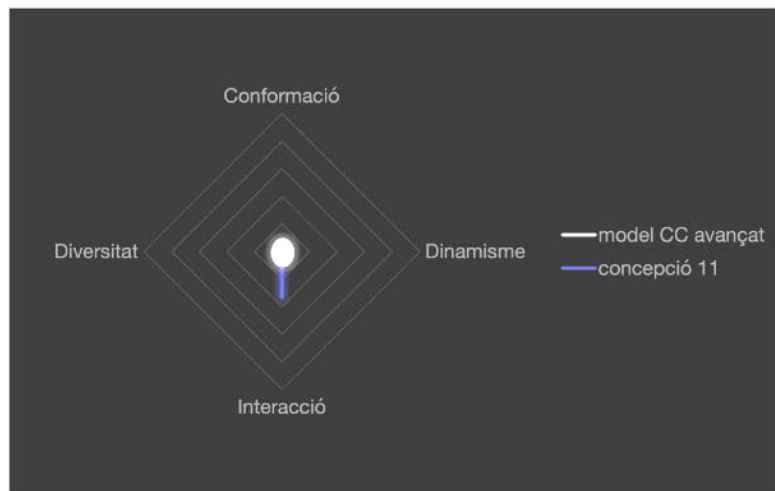 Conformació
Diversitat
Dinamisme
Interacció
model CC avançat
concepció 11